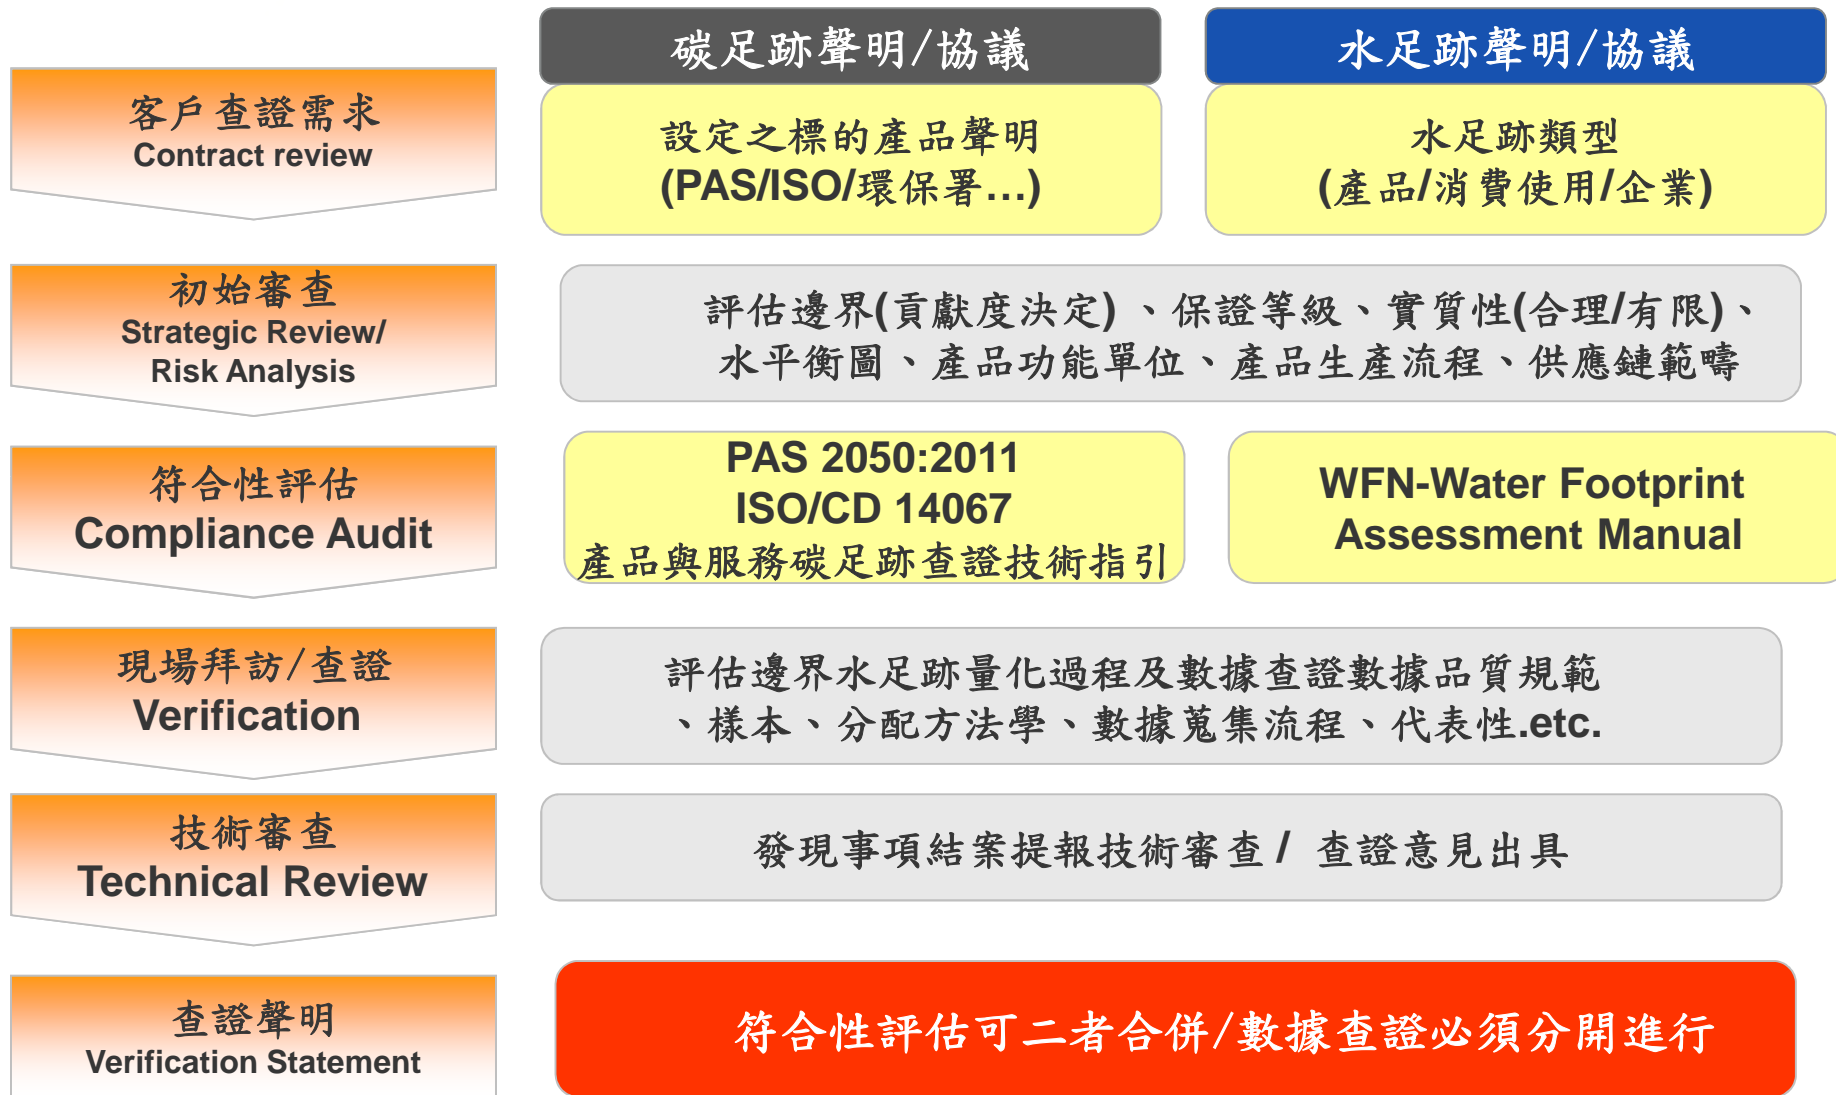 碳足跡聲明/協議
水足跡聲明/協議
客戶查證需求
Contract review
設定之標的產品聲明
(PAS/ISO/環保署...)
水足跡類型
(產品/消費使用/企業)
初始審查
Strategic Review/
Risk Analysis
評估邊界(貢獻度決定) 、保證等級、實質性(合理/有限)、
水平衡圖、產品功能單位、產品生產流程、供應鏈範疇
符合性評估
Compliance Audit
PAS 2050:2011
ISO/CD 14067
產品與服務碳足跡查證技術指引
WFN-Water Footprint
Assessment Manual
現場拜訪/查證
Verification
評估邊界水足跡量化過程及數據查證數據品質規範
、樣本、分配方法學、數據蒐集流程、代表性.etc.
技術審查
Technical Review
發現事項結案提報技術審查 / 查證意見出具
查證聲明
Verification Statement
符合性評估可二者合併/數據查證必須分開進行